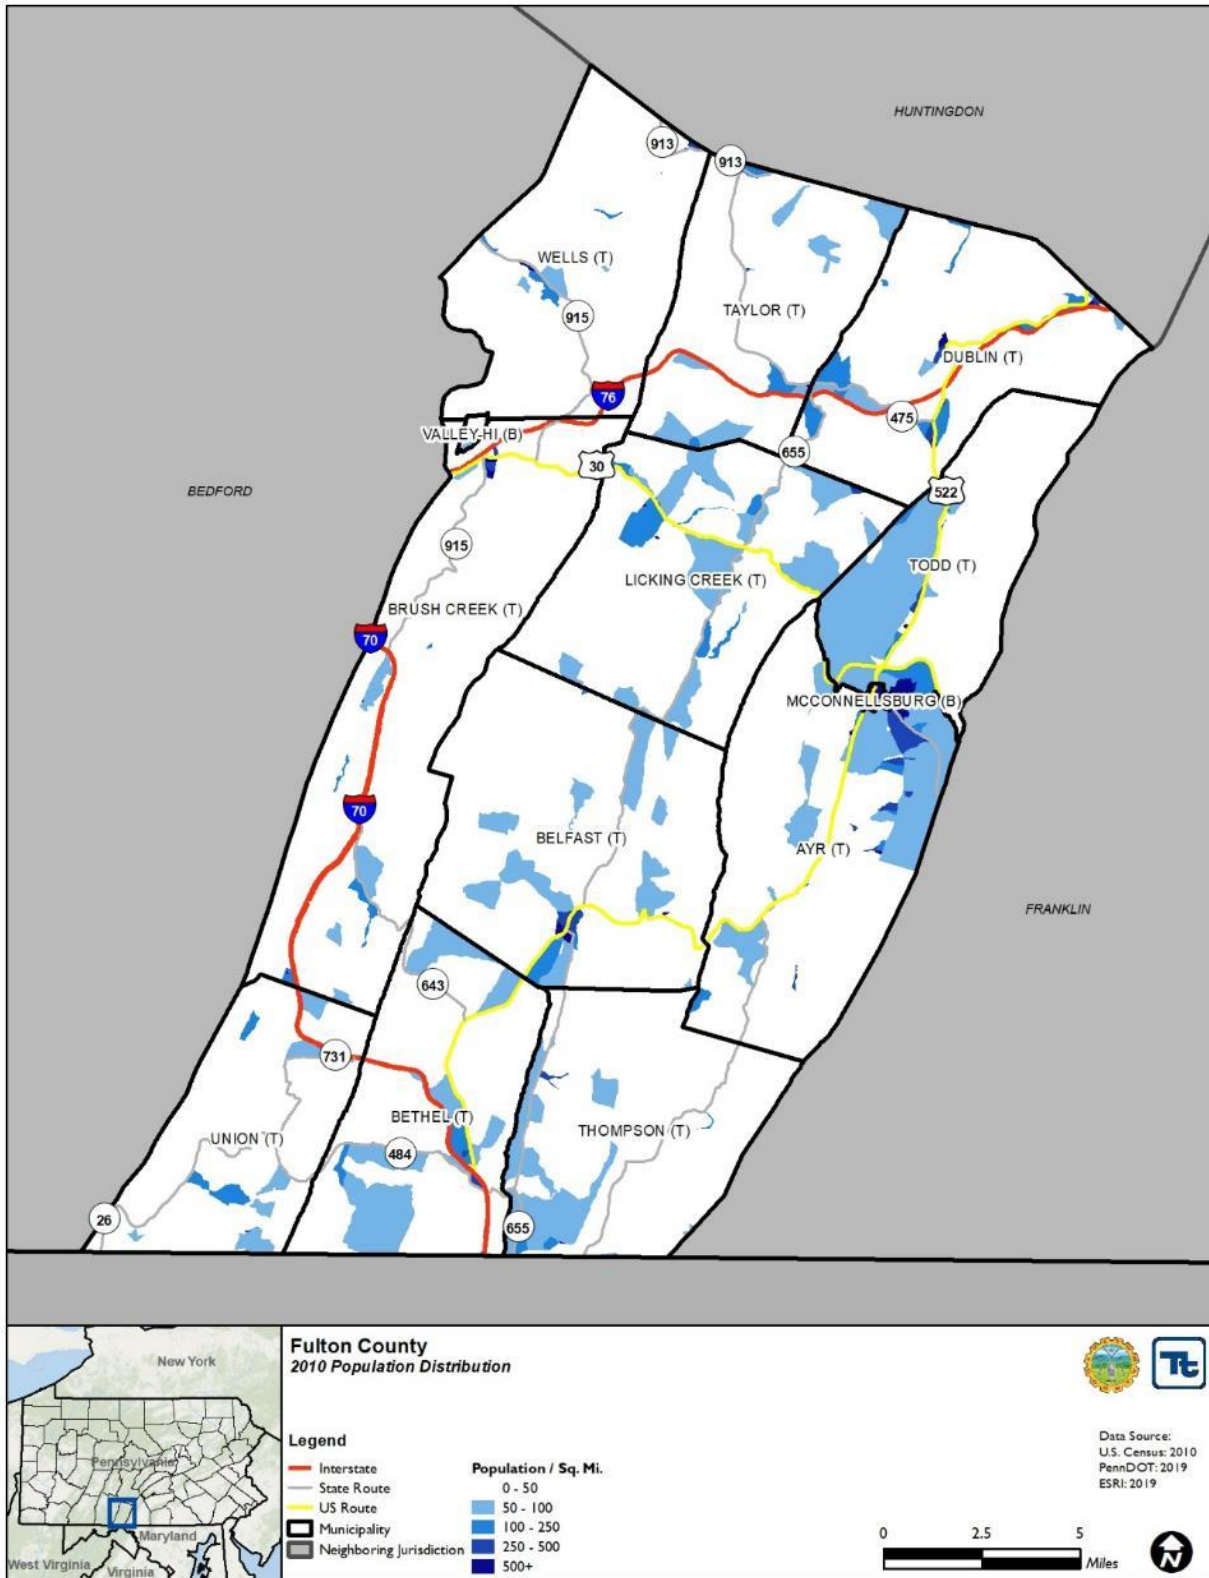 HUNTINGDON
913
913
WELLS (T)
915
TAYLOR (T)
DUBLIN (T)
76
475
VALLEY-HI (B)
655
30
BEDFORD
522
915
TODD (T)
LICKING CREEK (T)
BRUSH CREEK (T)
70
MCCONNELLSBURG (B)
70
BELFAST (T)
AYR (T)
FRANKLIN
643
731
BETHEL (T)
UNION (T)
THOMPSON (T)
484
26
655
New York
Pennsylvania
Maryland
West Virginia
Virginia
Fulton County
2010 Population Distribution
Legend
Interstate
State Route
US Route
Municipality
Neighboring Jurisdiction
Population / Sq. Mi.
0 - 50
50 - 100
100 - 250
250 - 500
500+
Tt
Data Source:
U.S. Census: 2010
PennDOT: 2019
ESRI: 2019
0 2.5 5
Miles
N